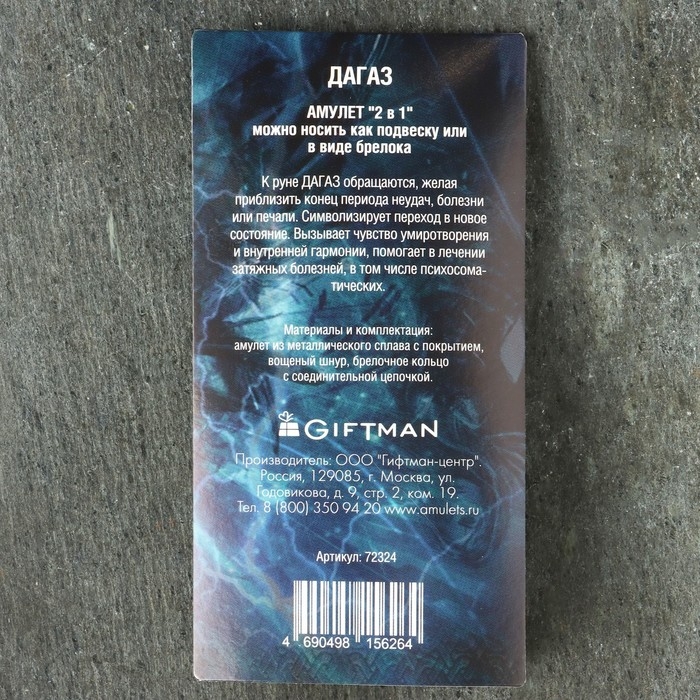 ДАГАЗ
АМУЛЕТ "2 в 1"
можно носить как подвеску или
в виде брелока
К руне ДАГАЗ обращаются, желая
приблизить конец периода неудач, болезни
или печали. Символизирует переход в новое
состояние. Вызывает чувство умиротворения
и внутренней гармонии, помогает в лечении
затяжных болезней, в том числе психосома-
тических.
Материалы и комплектация:
амулет из металлического сплава с покрытием,
вощеный шнур, брелочное кольцо
с соединительной цепочкой.
GIFTMAN
Производитель: ООО "Гифтман-центр".
Россия, 129085, г. Москва, ул.
Годовикова, д. 9, стр. 2, ком. 19.
Тел. 8 (800) 350 94 20 www.amulets.ru
Артикул: 72324
4 690498 156264